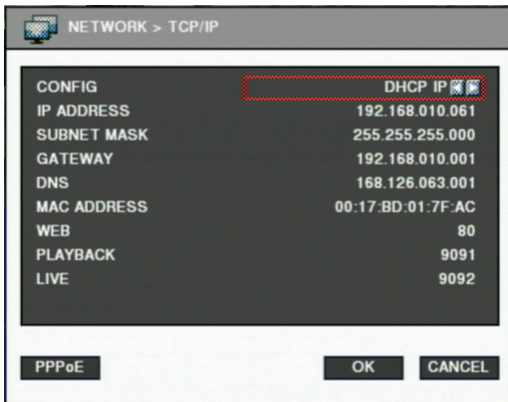 NETWORK > TCP/IP
CONFIG DHCP IP
IP ADDRESS 192.168.010.061
SUBNET MASK 255.255.255.000
GATEWAY 192.168.010.001
DNS 168.126.063.001
MAC ADDRESS 00:17:BD:01:7F:AC
WEB 80
PLAYBACK 9091
LIVE 9092
PPPoE OK CANCEL